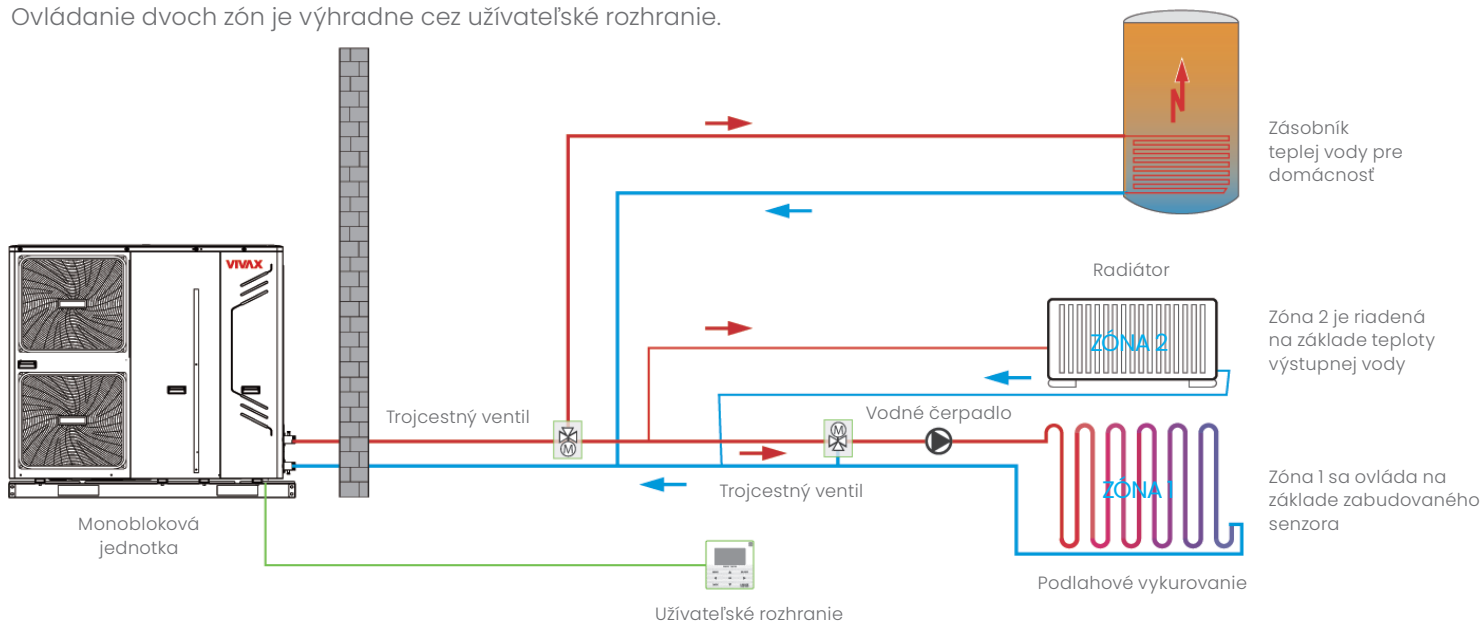 Ovládanie dvoch zón je výhradne cez užívateľské rozhranie.
Zásobník
teplej vody pre
domácnosť
VIVAX
Radiátor
ZÓNA 2
Zóna 2 je riadená
na základe teploty
výstupnej vody
Trojcestný ventil
M
Vodné čerpadlo
M
ZÓNA 1
Trojcestný ventil
Zóna 1 sa ovláda na
základe zabudovaného
senzora
Monobloková
jednotka
Podlahové vykurovanie
Užívateľské rozhranie